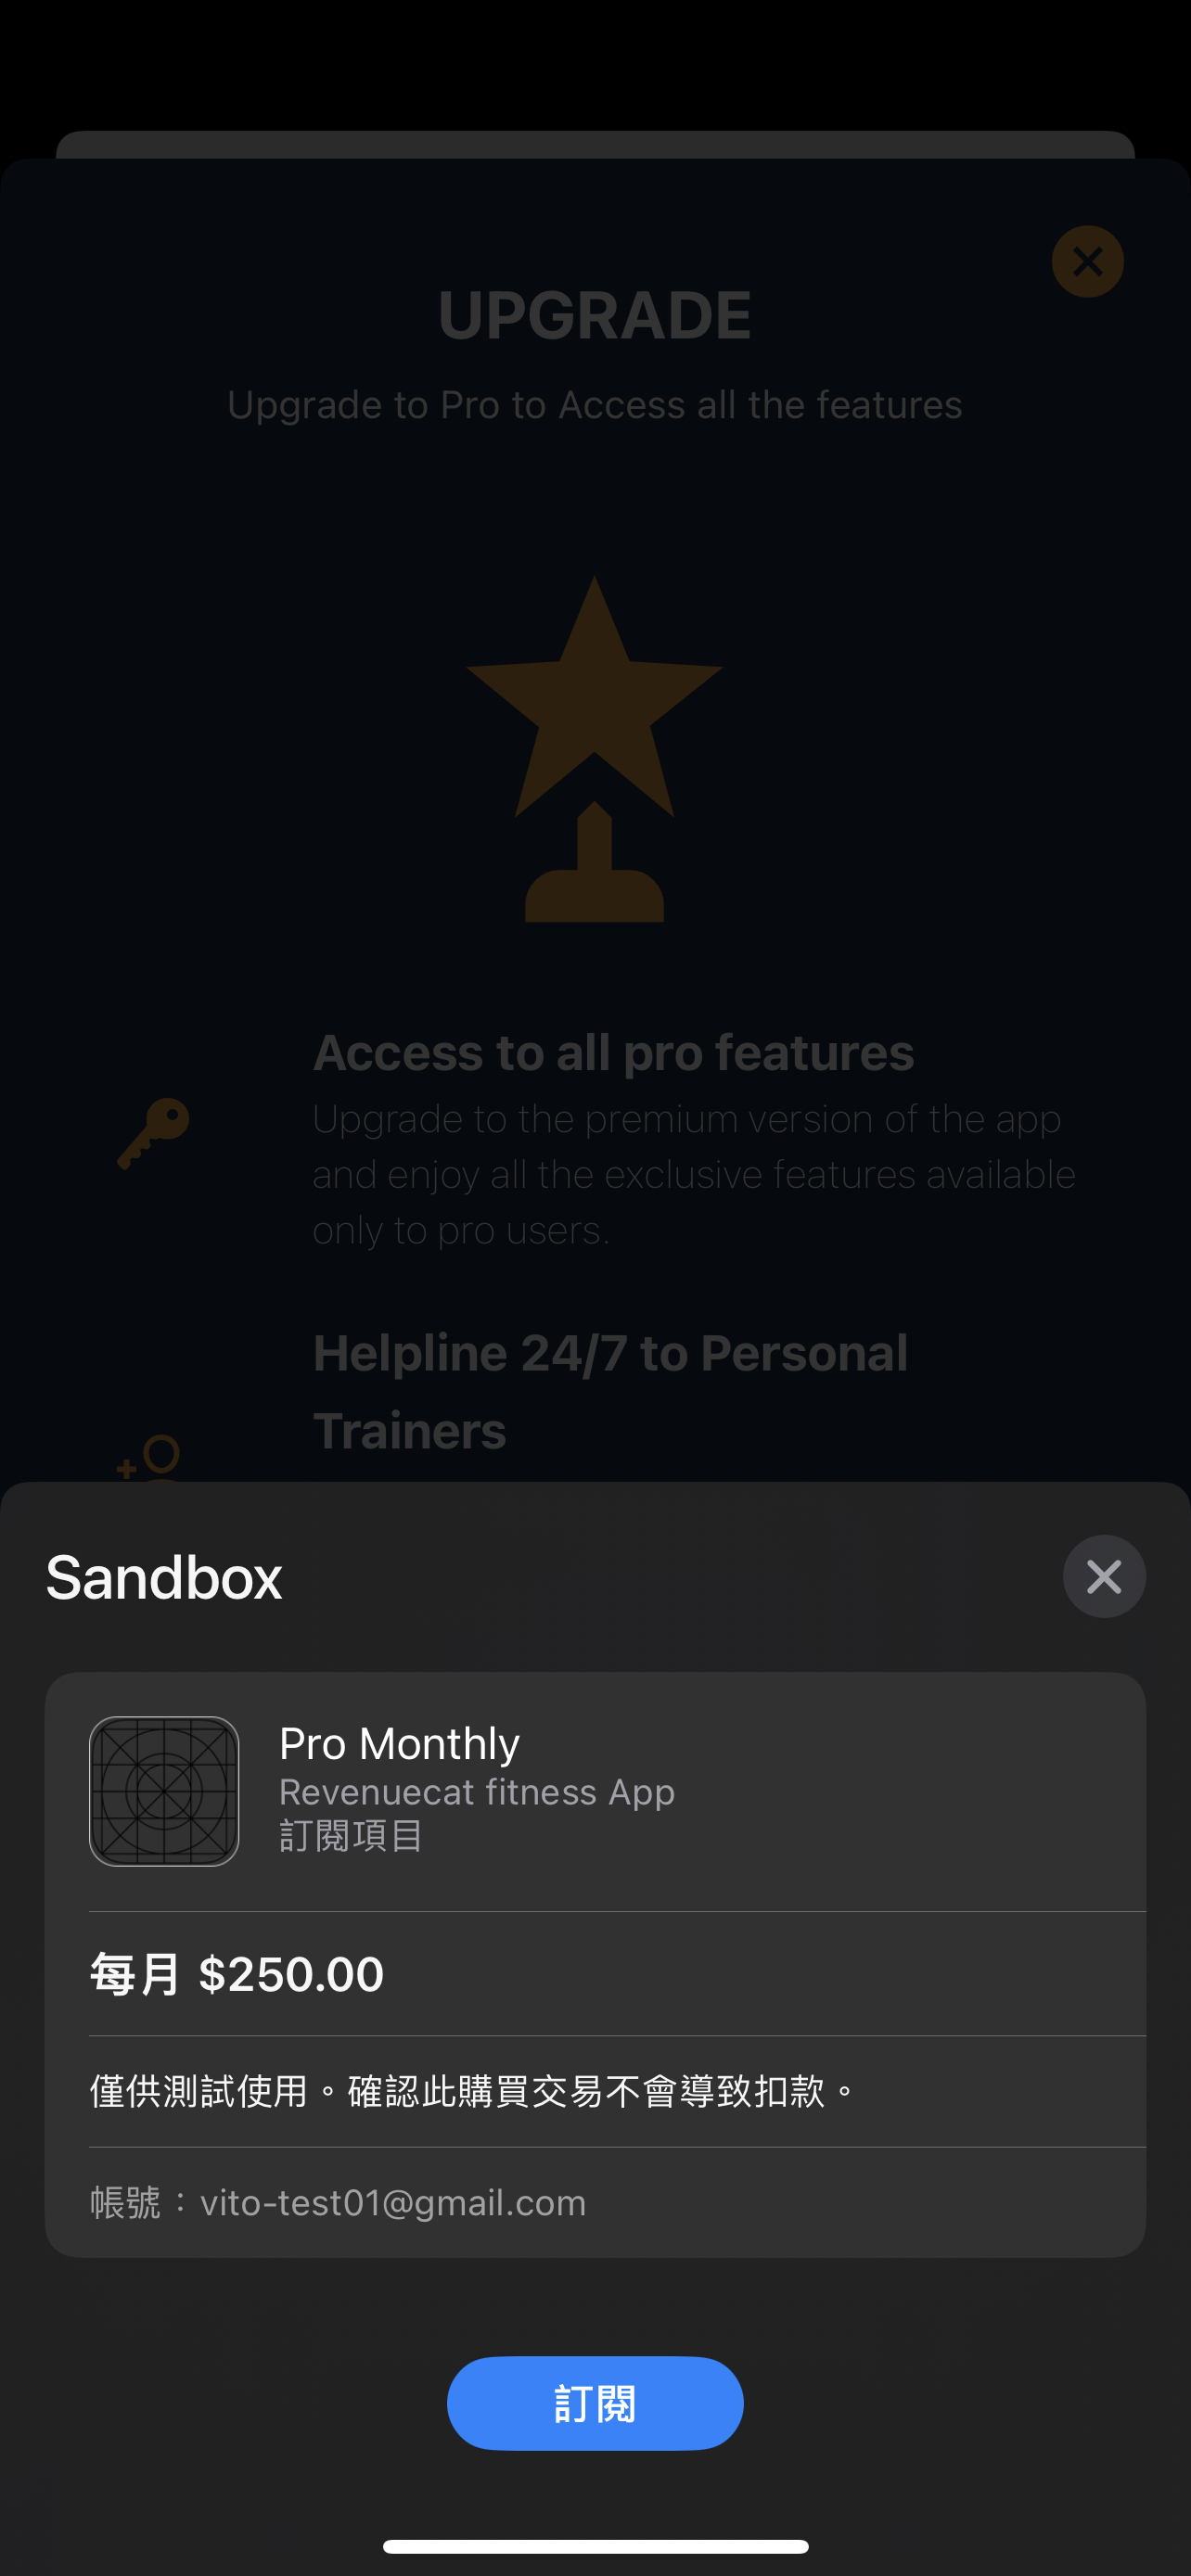 UPGRADE
Upgrade to Pro to Access all the features
Access to all pro features
Upgrade to the premium version of the app
and enjoy all the exclusive features available
only to pro users.
Helpline 24/7 to Personal
Trainers
Sandbox
Pro Monthly
Revenuecat fitness App
訂閱項目
每月 $250.00
僅供測試使用。確認此購買交易不會導致扣款。
帳號：vito-test01@gmail.com
訂閱